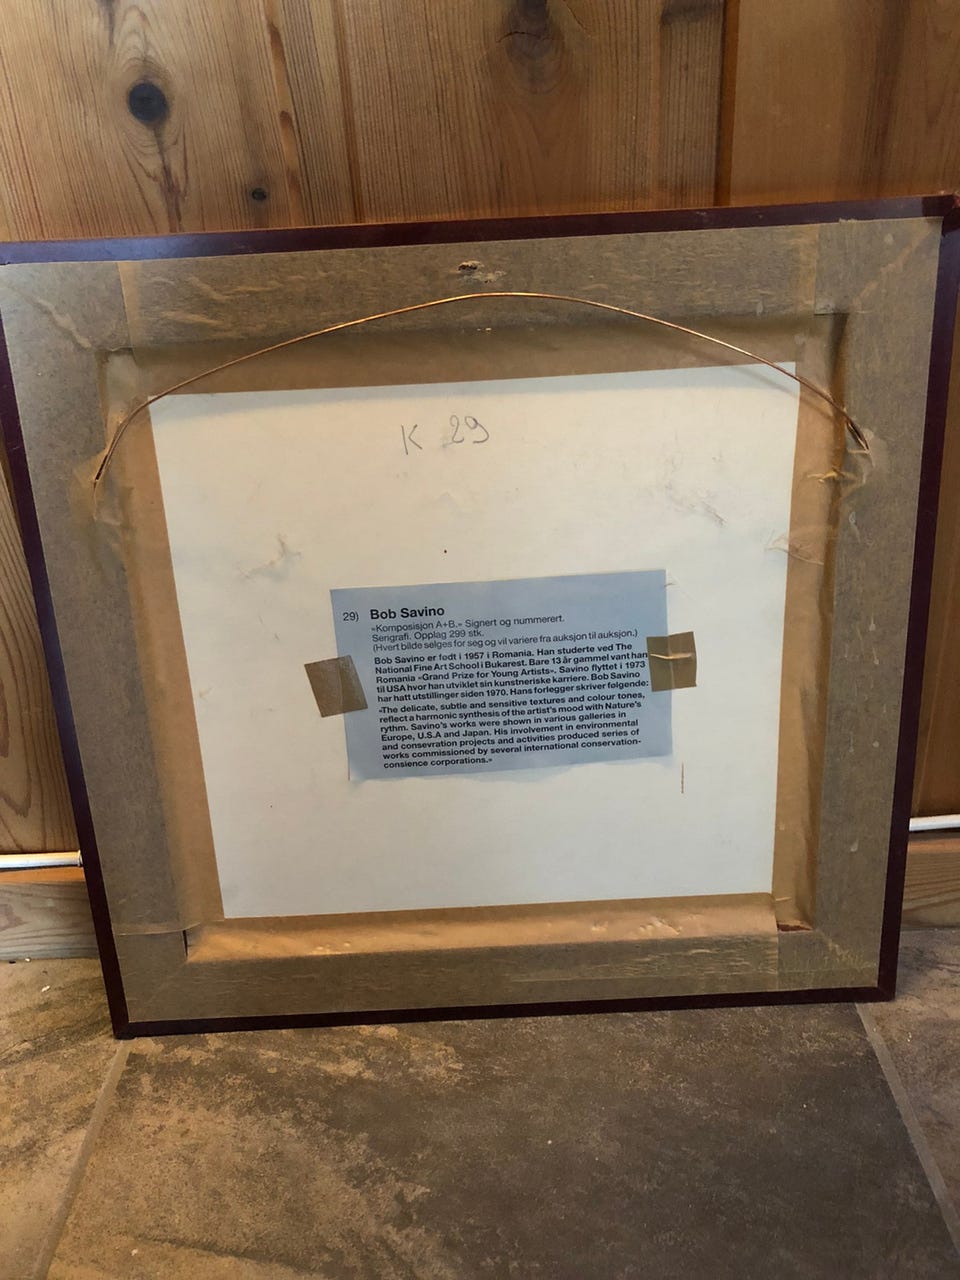 K 29
29) Bob Savino
«Komposisjon A+B.» Signert og nummerert.
Serigrafi. Opplag 299 stk.
(Hvert bilde selges for seg og vil variere fra auksjon til auksjon.)
Bob Savino er født i 1957 i Romania. Han studerte ved The
National Fine Art School i Bukarest. Bare 13 år gammel vant han
Romania «Grand Prize for Young Artists». Savino flyttet i 1973
til USA hvor han utviklet sin kunstneriske karriere. Bob Savino
har hatt utstillinger siden 1970. Hans forlegger skriver følgende:
«The delicate, subtle and sensitive textures and colour tones,
reflect a harmonic synthesis of the artist's mood with Nature's
rythm. Savino's works were shown in various galleries in
Europe, U.S.A and Japan. His involvement in environmental
and consevration projects and activities produced series of
works commissioned by several international conservation-
consience corporations.»